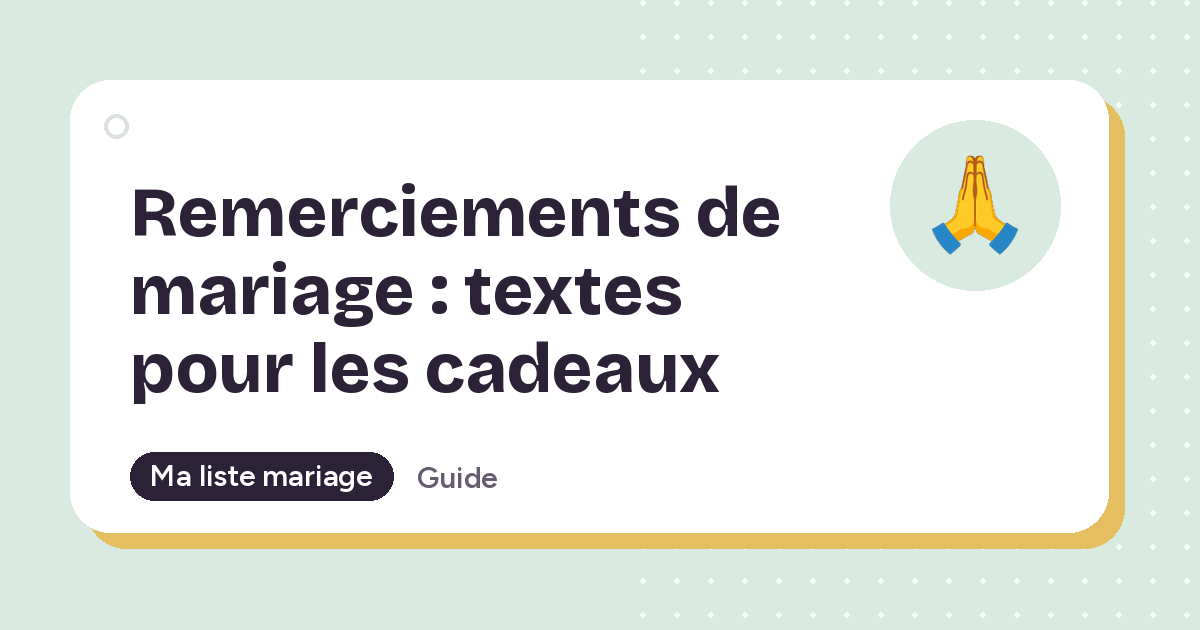 Remerciements de
mariage : textes
pour les cadeaux
Ma liste mariage
Guide